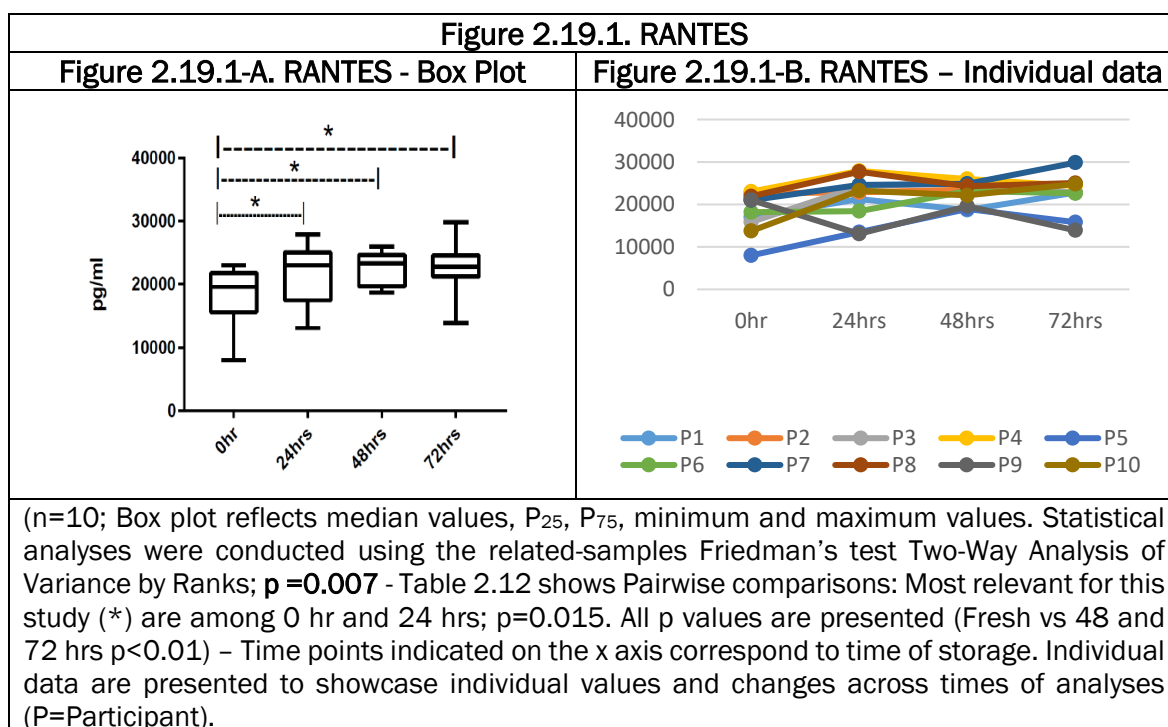 Figure 2.19.1. RANTES
Figure 2.19.1-A. RANTES - Box Plot
Figure 2.19.1-B. RANTES – Individual data
*
*
*
40000
30000
20000
10000
0
pg/ml
0hr
24hrs
48hrs
72hrs
40000
30000
20000
10000
0
0hr 24hrs 48hrs 72hrs
P1 P2 P3 P4 P5
P6 P7 P8 P9 P10
(n=10; Box plot reflects median values, P25, P75, minimum and maximum values. Statistical
analyses were conducted using the related-samples Friedman's test Two-Way Analysis of
Variance by Ranks; p =0.007 - Table 2.12 shows Pairwise comparisons: Most relevant for this
study (*) are among 0 hr and 24 hrs; p=0.015. All p values are presented (Fresh vs 48 and
72 hrs p<0.01) – Time points indicated on the x axis correspond to time of storage. Individual
data are presented to showcase individual values and changes across times of analyses
(P=Participant).